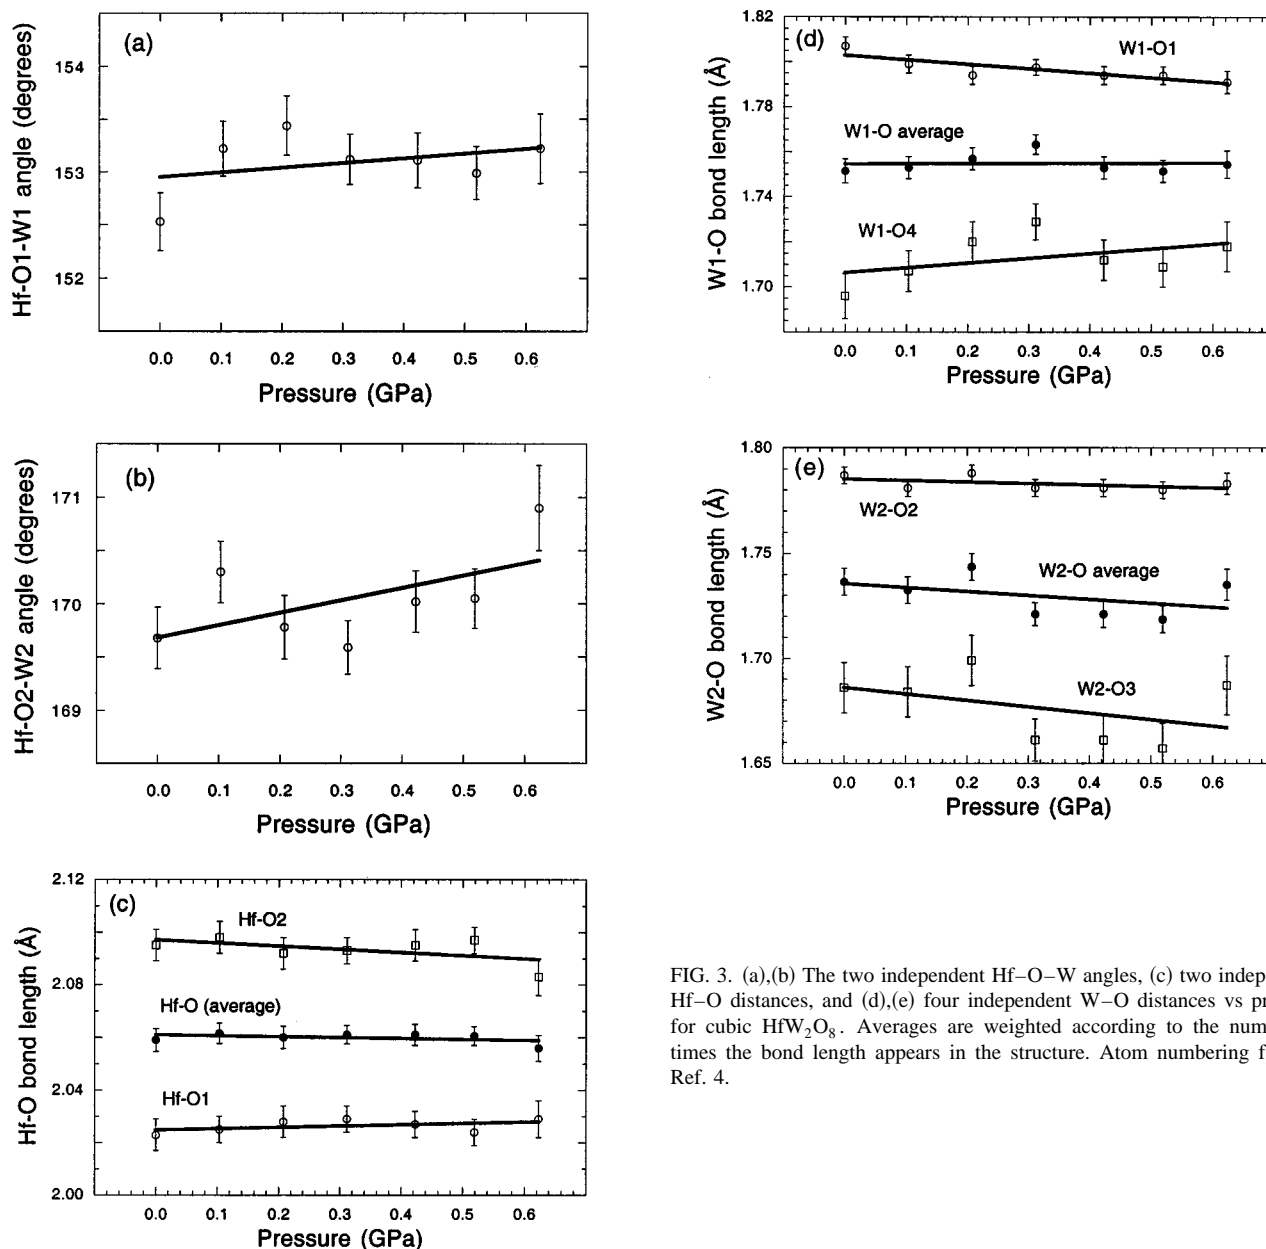 (a)
Hf-O1-W1 angle (degrees)
154
153
152
0.0 0.1 0.2 0.3 0.4 0.5 0.6
Pressure (GPa)
(b)
Hf-O2-W2 angle (degrees)
171
170
169
0.0 0.1 0.2 0.3 0.4 0.5 0.6
Pressure (GPa)
(c)
Hf-O bond length (Å)
2.12
2.08
2.04
2.00
Hf-O2
Hf-O (average)
Hf-O1
0.0 0.1 0.2 0.3 0.4 0.5 0.6
Pressure (GPa)
(d)
W1-O bond length (Å)
1.82
1.78
1.74
1.70
W1-O1
W1-O average
W1-O4
0.0 0.1 0.2 0.3 0.4 0.5 0.6
Pressure (GPa)
(e)
W2-O bond length (Å)
1.80
1.75
1.70
1.65
W2-O2
W2-O average
W2-O3
0.0 0.1 0.2 0.3 0.4 0.5 0.6
Pressure (GPa)
FIG. 3. (a),(b) The two independent Hf–O–W angles, (c) two indep
Hf–O distances, and (d),(e) four independent W–O distances vs pr
for cubic HfW₂O₈. Averages are weighted according to the num
times the bond length appears in the structure. Atom numbering f
Ref. 4.